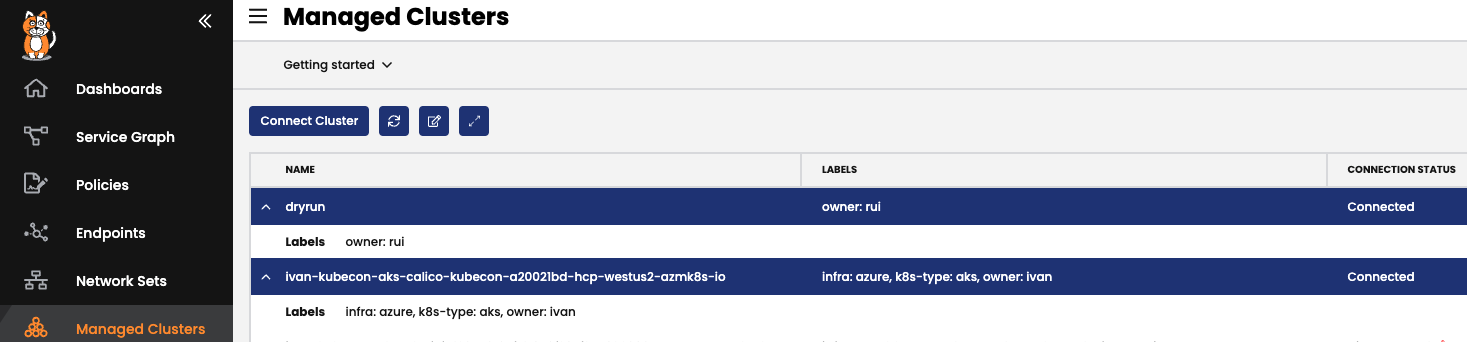 Managed Clusters
Getting started
Dashboards
Service Graph
Policies
Endpoints
Network Sets
Managed Clusters
Connect Cluster
NAME LABELS CONNECTION STATUS
dryrun owner: rui Connected
Labels owner: rui
ivan-kubecon-aks-calico-kubecon-a20021bd-hcp-westus2-azmk8s-io infra: azure, k8s-type: aks, owner: ivan Connected
Labels infra: azure, k8s-type: aks, owner: ivan